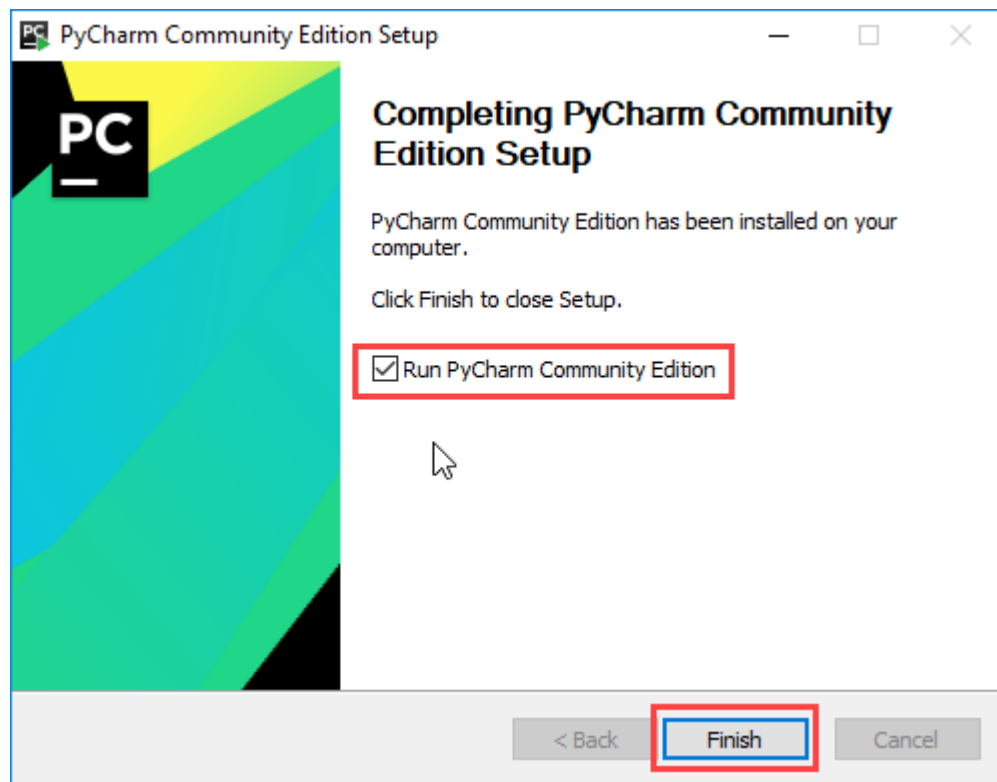 PyCharm Community Edition Setup
PC
Completing PyCharm Community
Edition Setup
PyCharm Community Edition has been installed on your
computer.
Click Finish to close Setup.
Run PyCharm Community Edition
< Back
Finish
Cancel